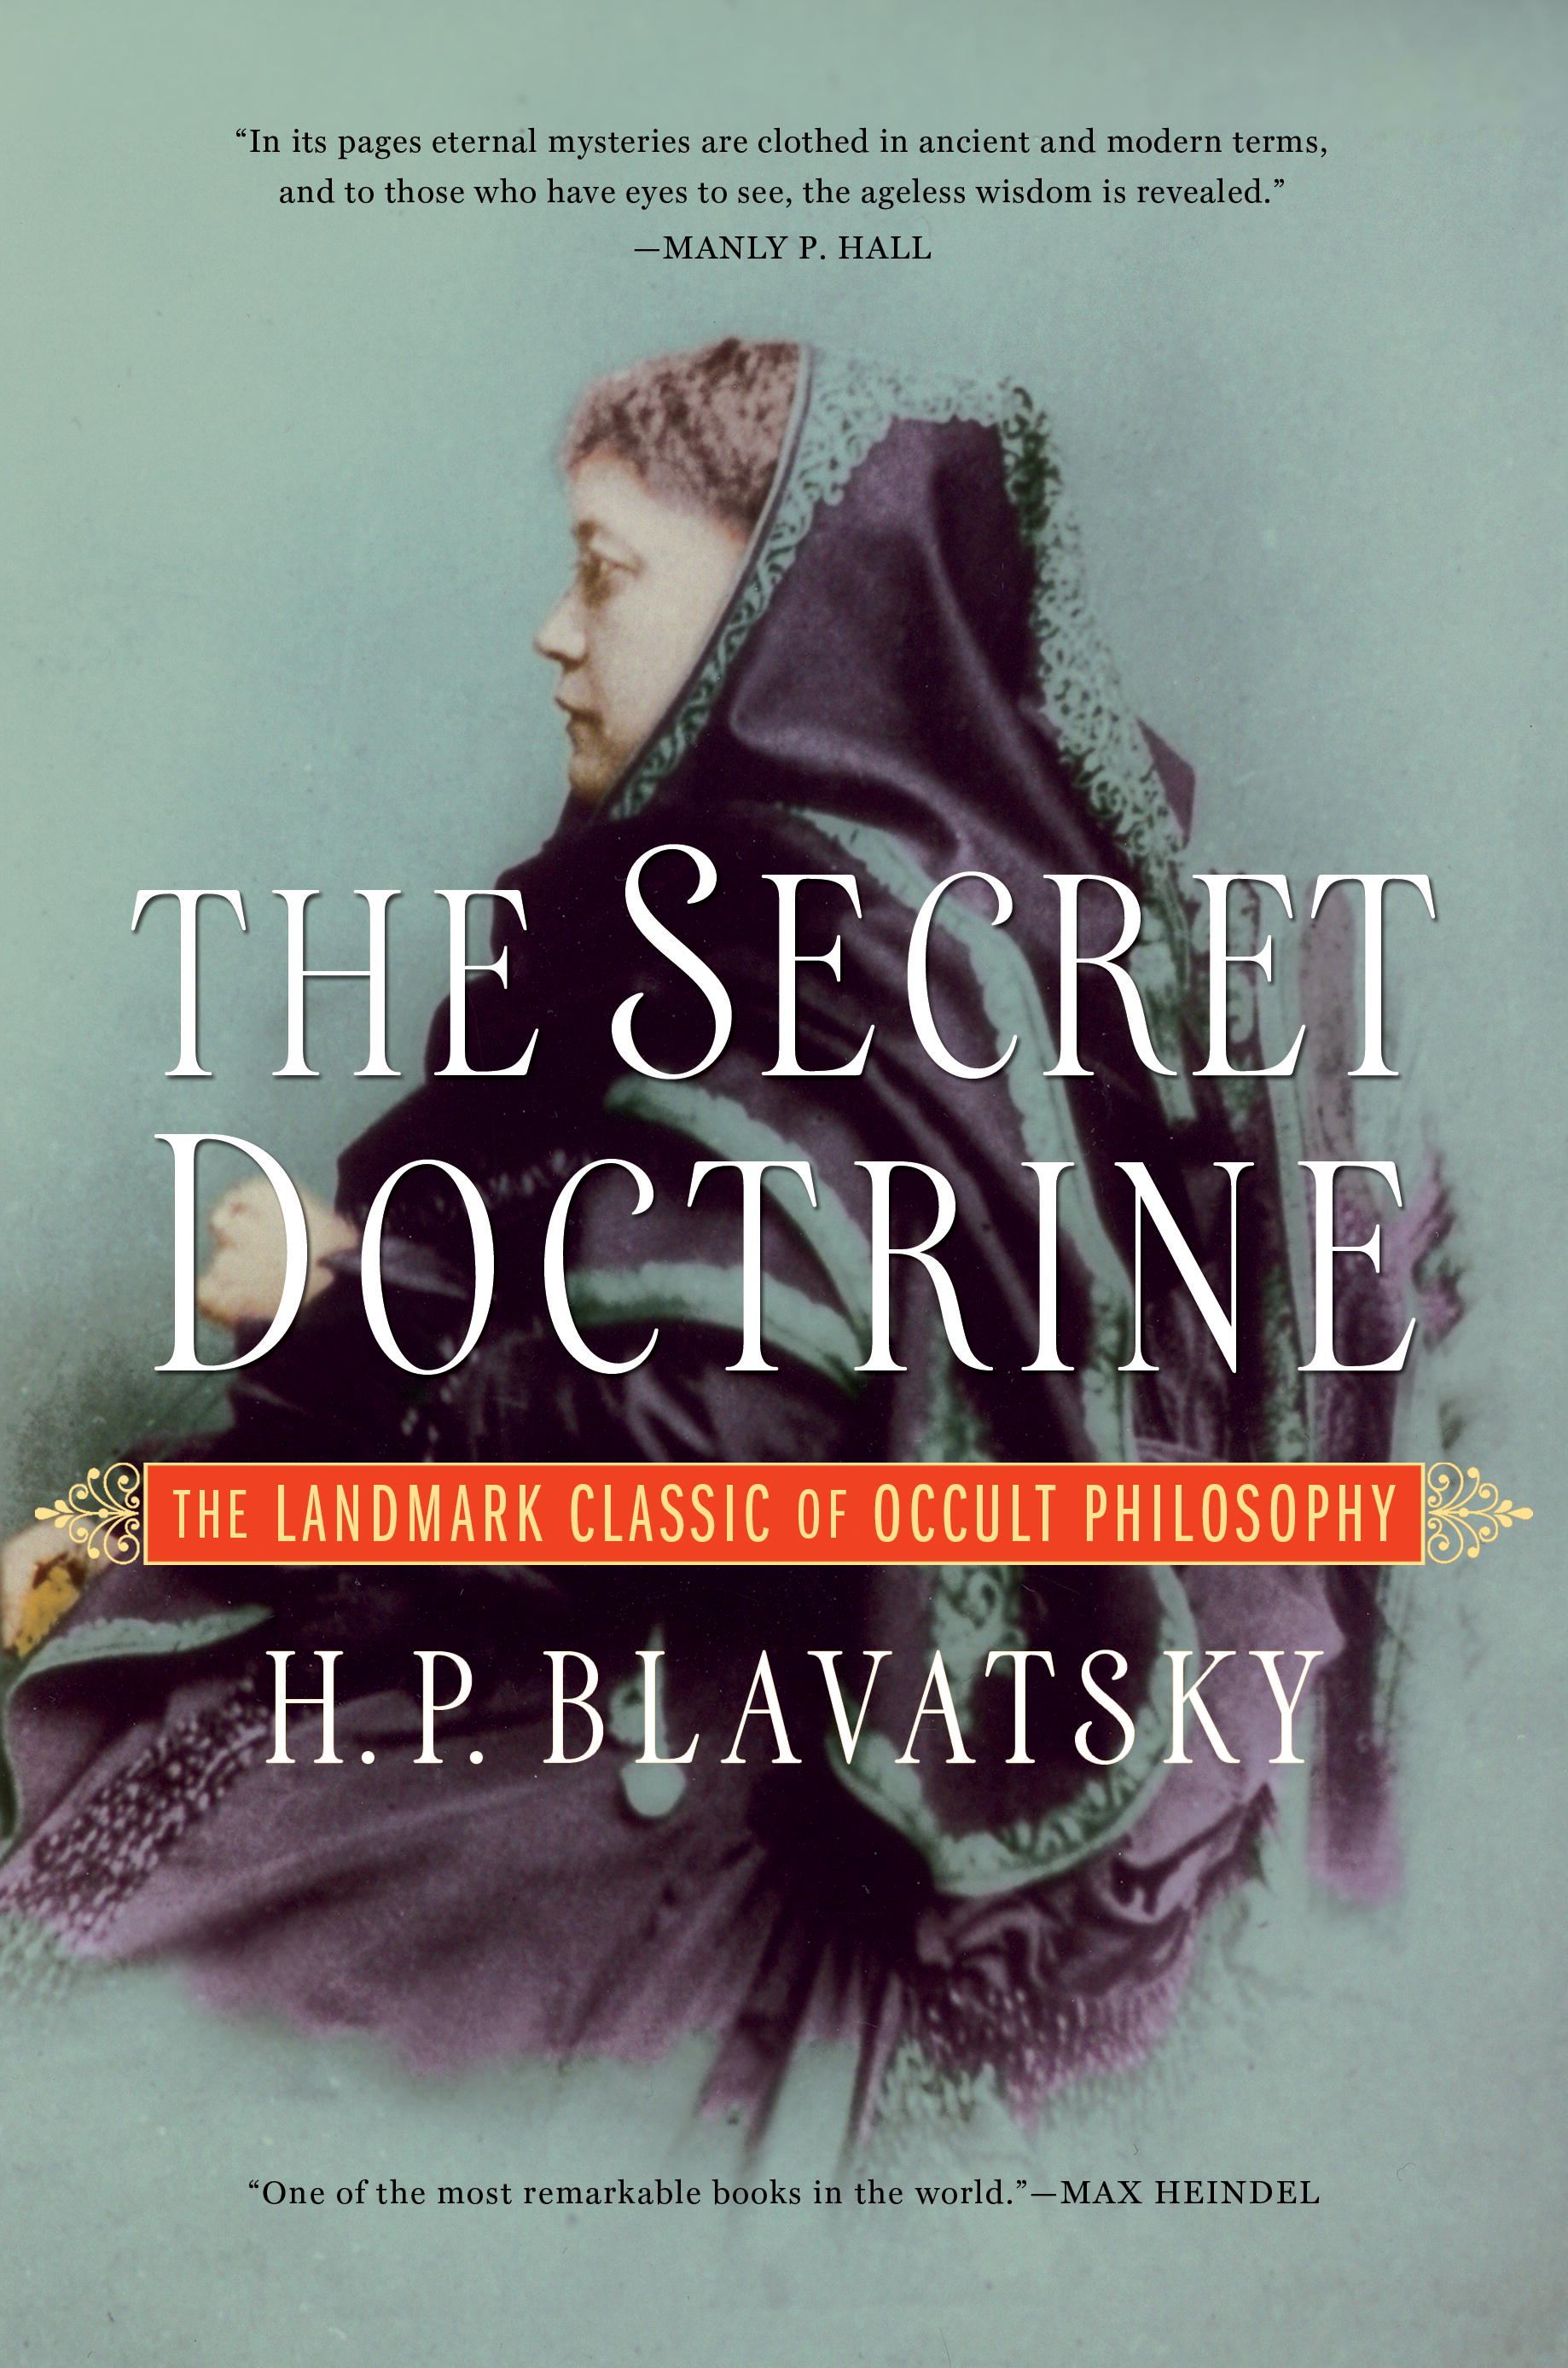 “In its pages eternal mysteries are clothed in ancient and modern terms,
and to those who have eyes to see, the ageless wisdom is revealed.”
—MANLY P. HALL
THE SECRET
DOCTRINE
THE LANDMARK CLASSIC OF OCCULT PHILOSOPHY
H. P. BLAVATSKY
“One of the most remarkable books in the world.”—MAX HEINDEL